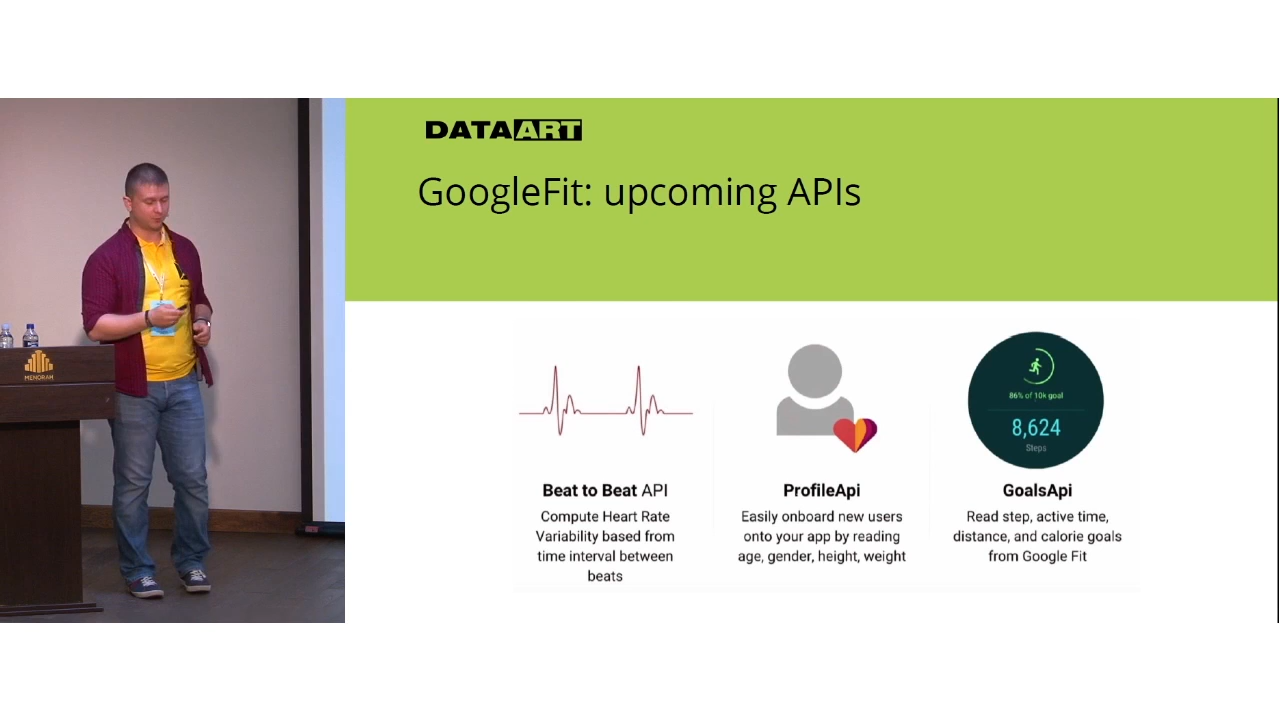 DATAART
GoogleFit: upcoming APIs
MENORAH
86% of 10k goal
8,624
Steps
Beat to Beat API
Compute Heart Rate
Variability based from
time interval between
beats
ProfileApi
Easily onboard new users
onto your app by reading
age, gender, height, weight
GoalsApi
Read step, active time,
distance, and calorie goals
from Google Fit